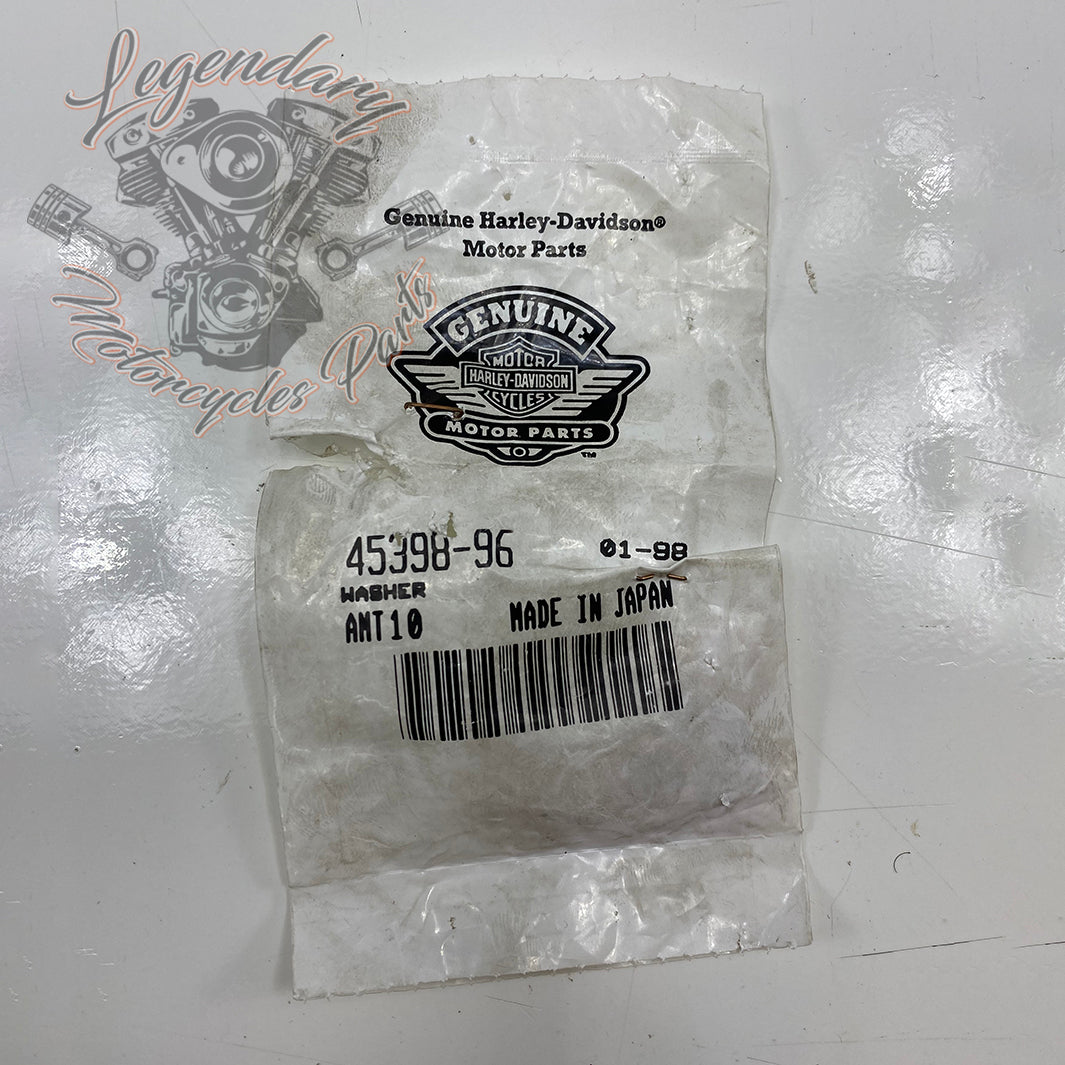 Legendary
Motorcycles Parts
Genuine Harley-Davidson®
Motor Parts
GENUINE
MOTOR
HARLEY-DAVIDSON
CYCLES
MOTOR PARTS
™
45398-96
01-98
WASHER
AMT10
MADE IN JAPAN